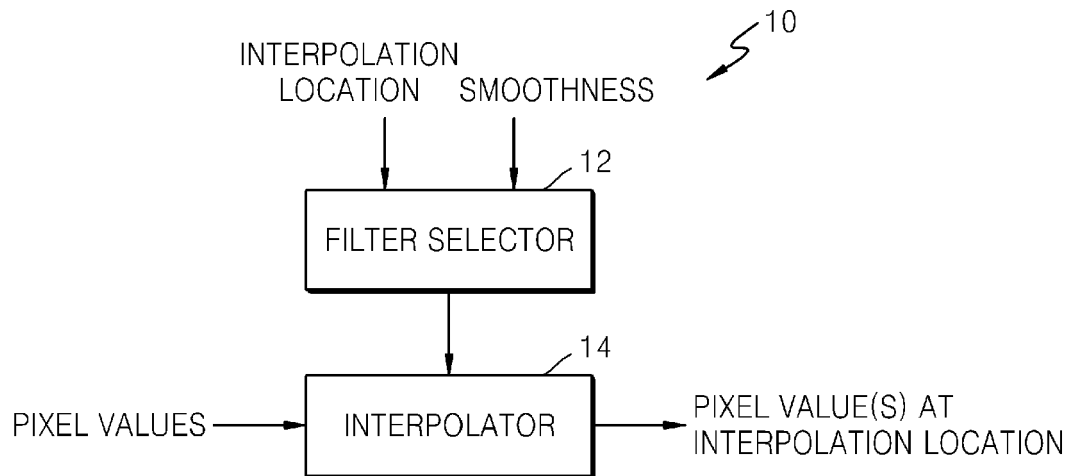 10
INTERPOLATION
LOCATION
SMOOTHNESS
12
FILTER SELECTOR
14
PIXEL VALUES
INTERPOLATOR
PIXEL VALUE(S) AT
INTERPOLATION LOCATION